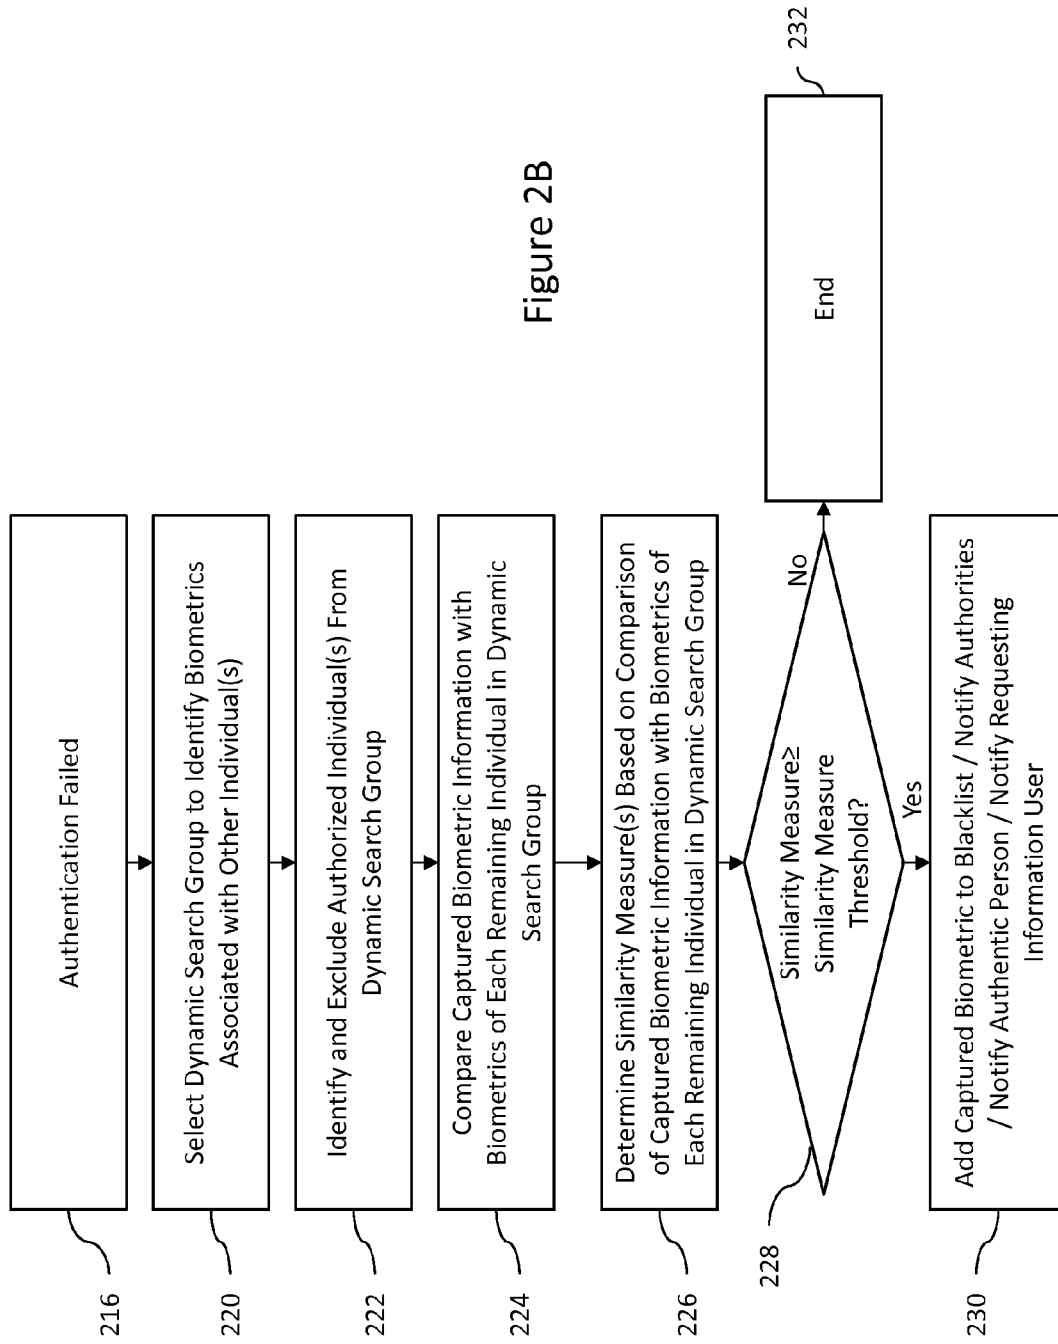 216
Authentication Failed
220
Select Dynamic Search Group to Identify Biometrics
Associated with Other Individual(s)
222
Identify and Exclude Authorized Individual(s) From
Dynamic Search Group
224
Compare Captured Biometric Information with
Biometrics of Each Remaining Individual in Dynamic
Search Group
226
Determine Similarity Measure(s) Based on Comparison
of Captured Biometric Information with Biometrics of
Each Remaining Individual in Dynamic Search Group
228
Similarity Measure≥
Similarity Measure
Threshold?
No
Yes
End
232
230
Add Captured Biometric to Blacklist / Notify Authorities
/ Notify Authentic Person / Notify Requesting
Information User
Figure 2B